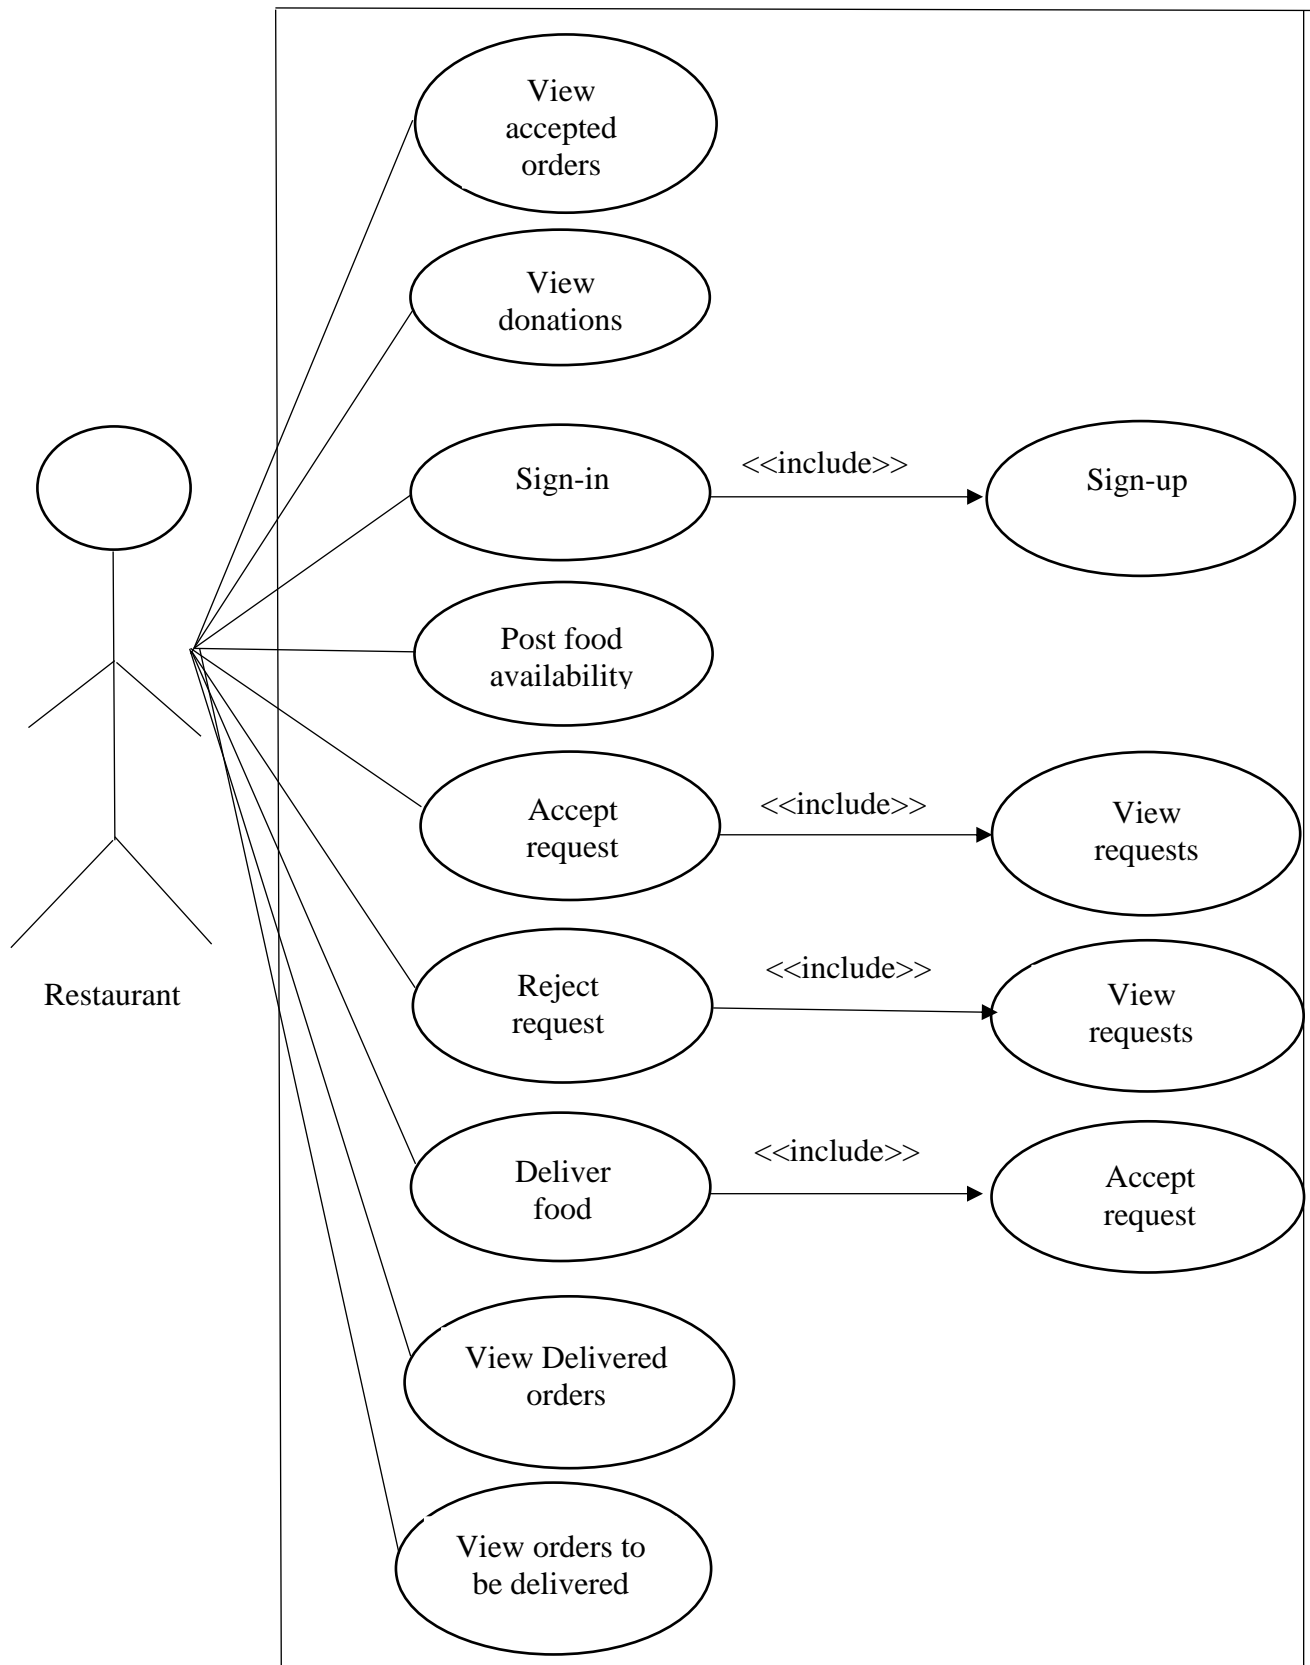 View
accepted
orders
View
donations
Sign-in
<<include>>
Sign-up
Post food
availability
Accept
request
<<include>>
View
requests
Restaurant
Reject
request
<<include>>
View
requests
Deliver
food
<<include>>
Accept
request
View Delivered
orders
View orders to
be delivered